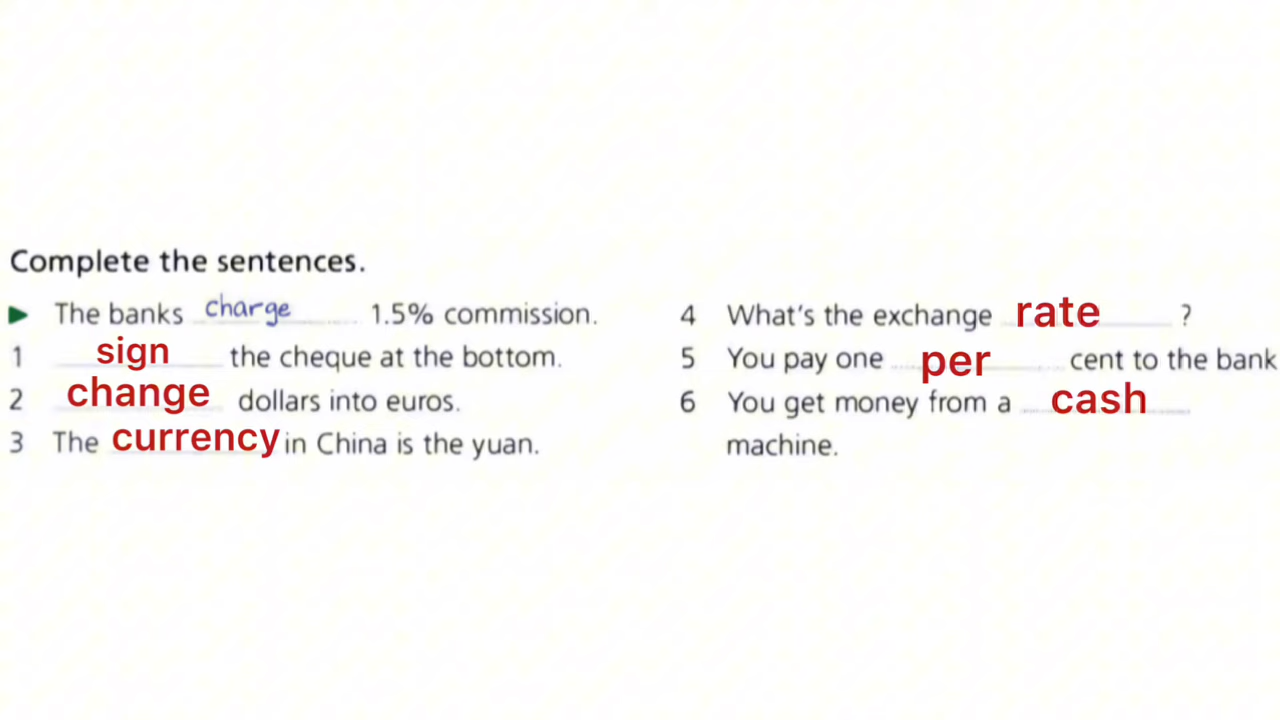 Complete the sentences.
▶ The banks charge 1.5% commission.
1 sign the cheque at the bottom.
2 change dollars into euros.
3 The currency in China is the yuan.
4 What's the exchange rate ?
5 You pay one per cent to the bank
6 You get money from a cash
machine.